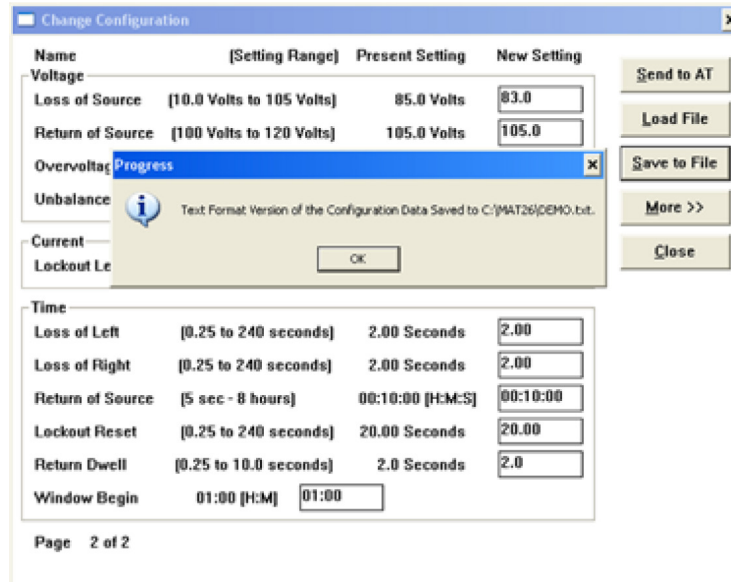 Change Configuration
Name [Setting Range] Present Setting New Setting
Voltage
Loss of Source [10.0 Volts to 105 Volts] 85.0 Volts 83.0
Send to AT
Return of Source [100 Volts to 120 Volts] 105.0 Volts 105.0
Load File
Overvoltag
Progress
Save to File
Unbalance
Text Format Version of the Configuration Data Saved to C:\MAT26\DEMO.txt.
More >>
Current
OK
Close
Lockout Le
Time
Loss of Left [0.25 to 240 seconds] 2.00 Seconds 2.00
Loss of Right [0.25 to 240 seconds] 2.00 Seconds 2.00
Return of Source [5 sec - 8 hours] 00:10:00 [H:M:S] 00:10:00
Lockout Reset [0.25 to 240 seconds] 20.00 Seconds 20.00
Return Dwell [0.25 to 10.0 seconds] 2.0 Seconds 2.0
Window Begin 01:00 [H:M] 01:00
Page 2 of 2